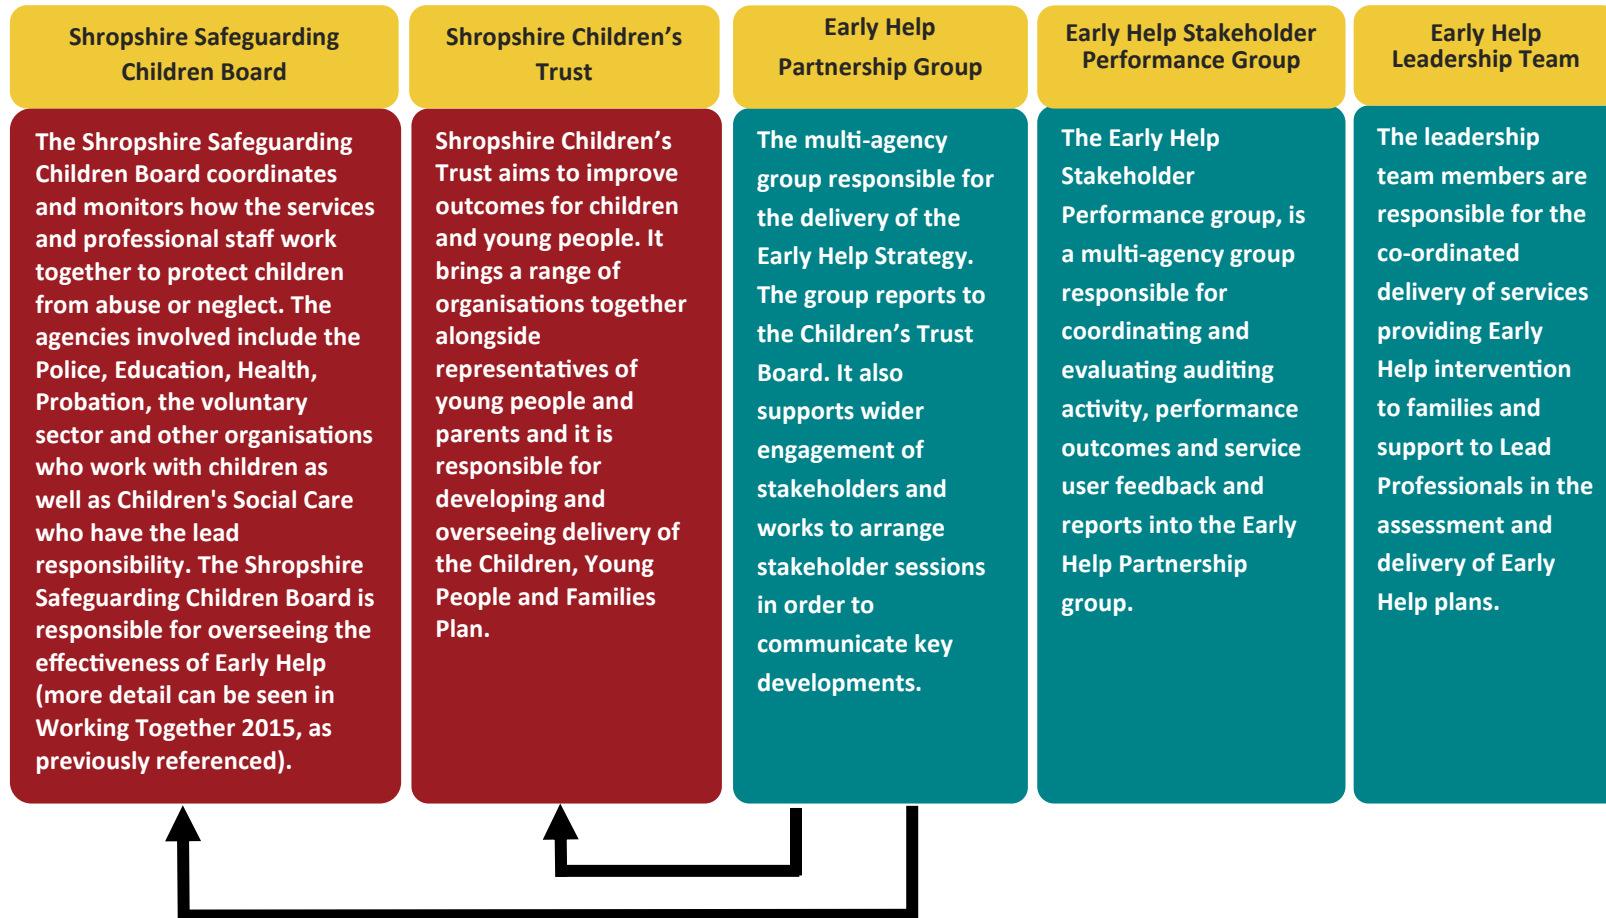 Shropshire Safeguarding
Children Board
The Shropshire Safeguarding
Children Board coordinates
and monitors how the services
and professional staff work
together to protect children
from abuse or neglect. The
agencies involved include the
Police, Education, Health,
Probation, the voluntary
sector and other organisations
who work with children as
well as Children's Social Care
who have the lead
responsibility. The Shropshire
Safeguarding Children Board is
responsible for overseeing the
effectiveness of Early Help
(more detail can be seen in
Working Together 2015, as
previously referenced).
Shropshire Children’s
Trust
Shropshire Children’s
Trust aims to improve
outcomes for children
and young people. It
brings a range of
organisations together
alongside
representatives of
young people and
parents and it is
responsible for
developing and
overseeing delivery of
the Children, Young
People and Families
Plan.
Early Help
Partnership Group
The multi-agency
group responsible for
the delivery of the
Early Help Strategy.
The group reports to
the Children’s Trust
Board. It also
supports wider
engagement of
stakeholders and
works to arrange
stakeholder sessions
in order to
communicate key
developments.
Early Help Stakeholder
Performance Group
The Early Help
Stakeholder
Performance group, is
a multi-agency group
responsible for
coordinating and
evaluating auditing
activity, performance
outcomes and service
user feedback and
reports into the Early
Help Partnership
group.
Early Help
Leadership Team
The leadership
team members are
responsible for the
co-ordinated
delivery of services
providing Early
Help intervention
to families and
support to Lead
Professionals in the
assessment and
delivery of Early
Help plans.